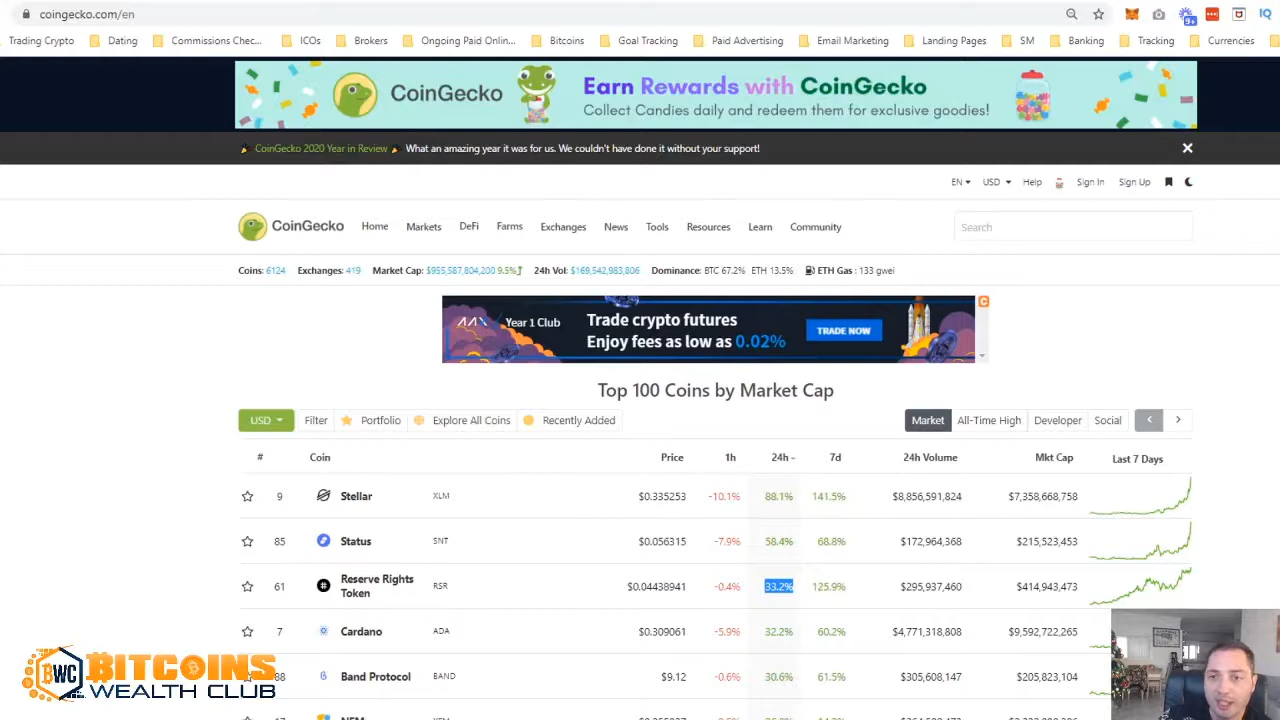 coingecko.com/en
Trading Crypto Dating Commissions Chec... ICOs Brokers Ongoing Paid Onlin... Bitcoins Goal Tracking Paid Advertising Email Marketing Landing Pages SM Banking Tracking Currencies
9+ IQ
CoinGecko
Earn Rewards with CoinGecko
Collect Candies daily and redeem them for exclusive goodies!
CoinGecko 2020 Year in Review What an amazing year it was for us. We couldn't have done it without your support!
EN USD Help Sign In Sign Up
CoinGecko Home Markets DeFi Farms Exchanges News Tools Resources Learn Community Search
Coins: 6124 Exchanges: 419 Market Cap: $955,587,804,200 9.5% 24h Vol: $169,542,983,806 Dominance: BTC 67.2% ETH 13.5% ETH Gas : 133 gwei
Year 1 Club
Trade crypto futures
Enjoy fees as low as 0.02%
TRADE NOW
Top 100 Coins by Market Cap
USD Filter Portfolio Explore All Coins Recently Added Market All-Time High Developer Social
# Coin Price 1h 24h 7d 24h Volume Mkt Cap Last 7 Days
9 Stellar XLM $0.335253 -10.1% 88.1% 141.5% $8,856,591,824 $7,358,668,758
85 Status SNT $0.056315 -7.9% 58.4% 68.8% $172,964,368 $215,523,453
61 Reserve Rights Token RSR $0.04438941 -0.4% 33.2% 125.9% $295,937,460 $414,943,473
7 Cardano ADA $0.309061 -5.9% 32.2% 60.2% $4,771,318,808 $9,592,722,265
88 Band Protocol BAND $9.12 -0.6% 30.6% 61.5% $305,608,147 $205,823,104
BWC
BITCOINS
WEALTH CLUB